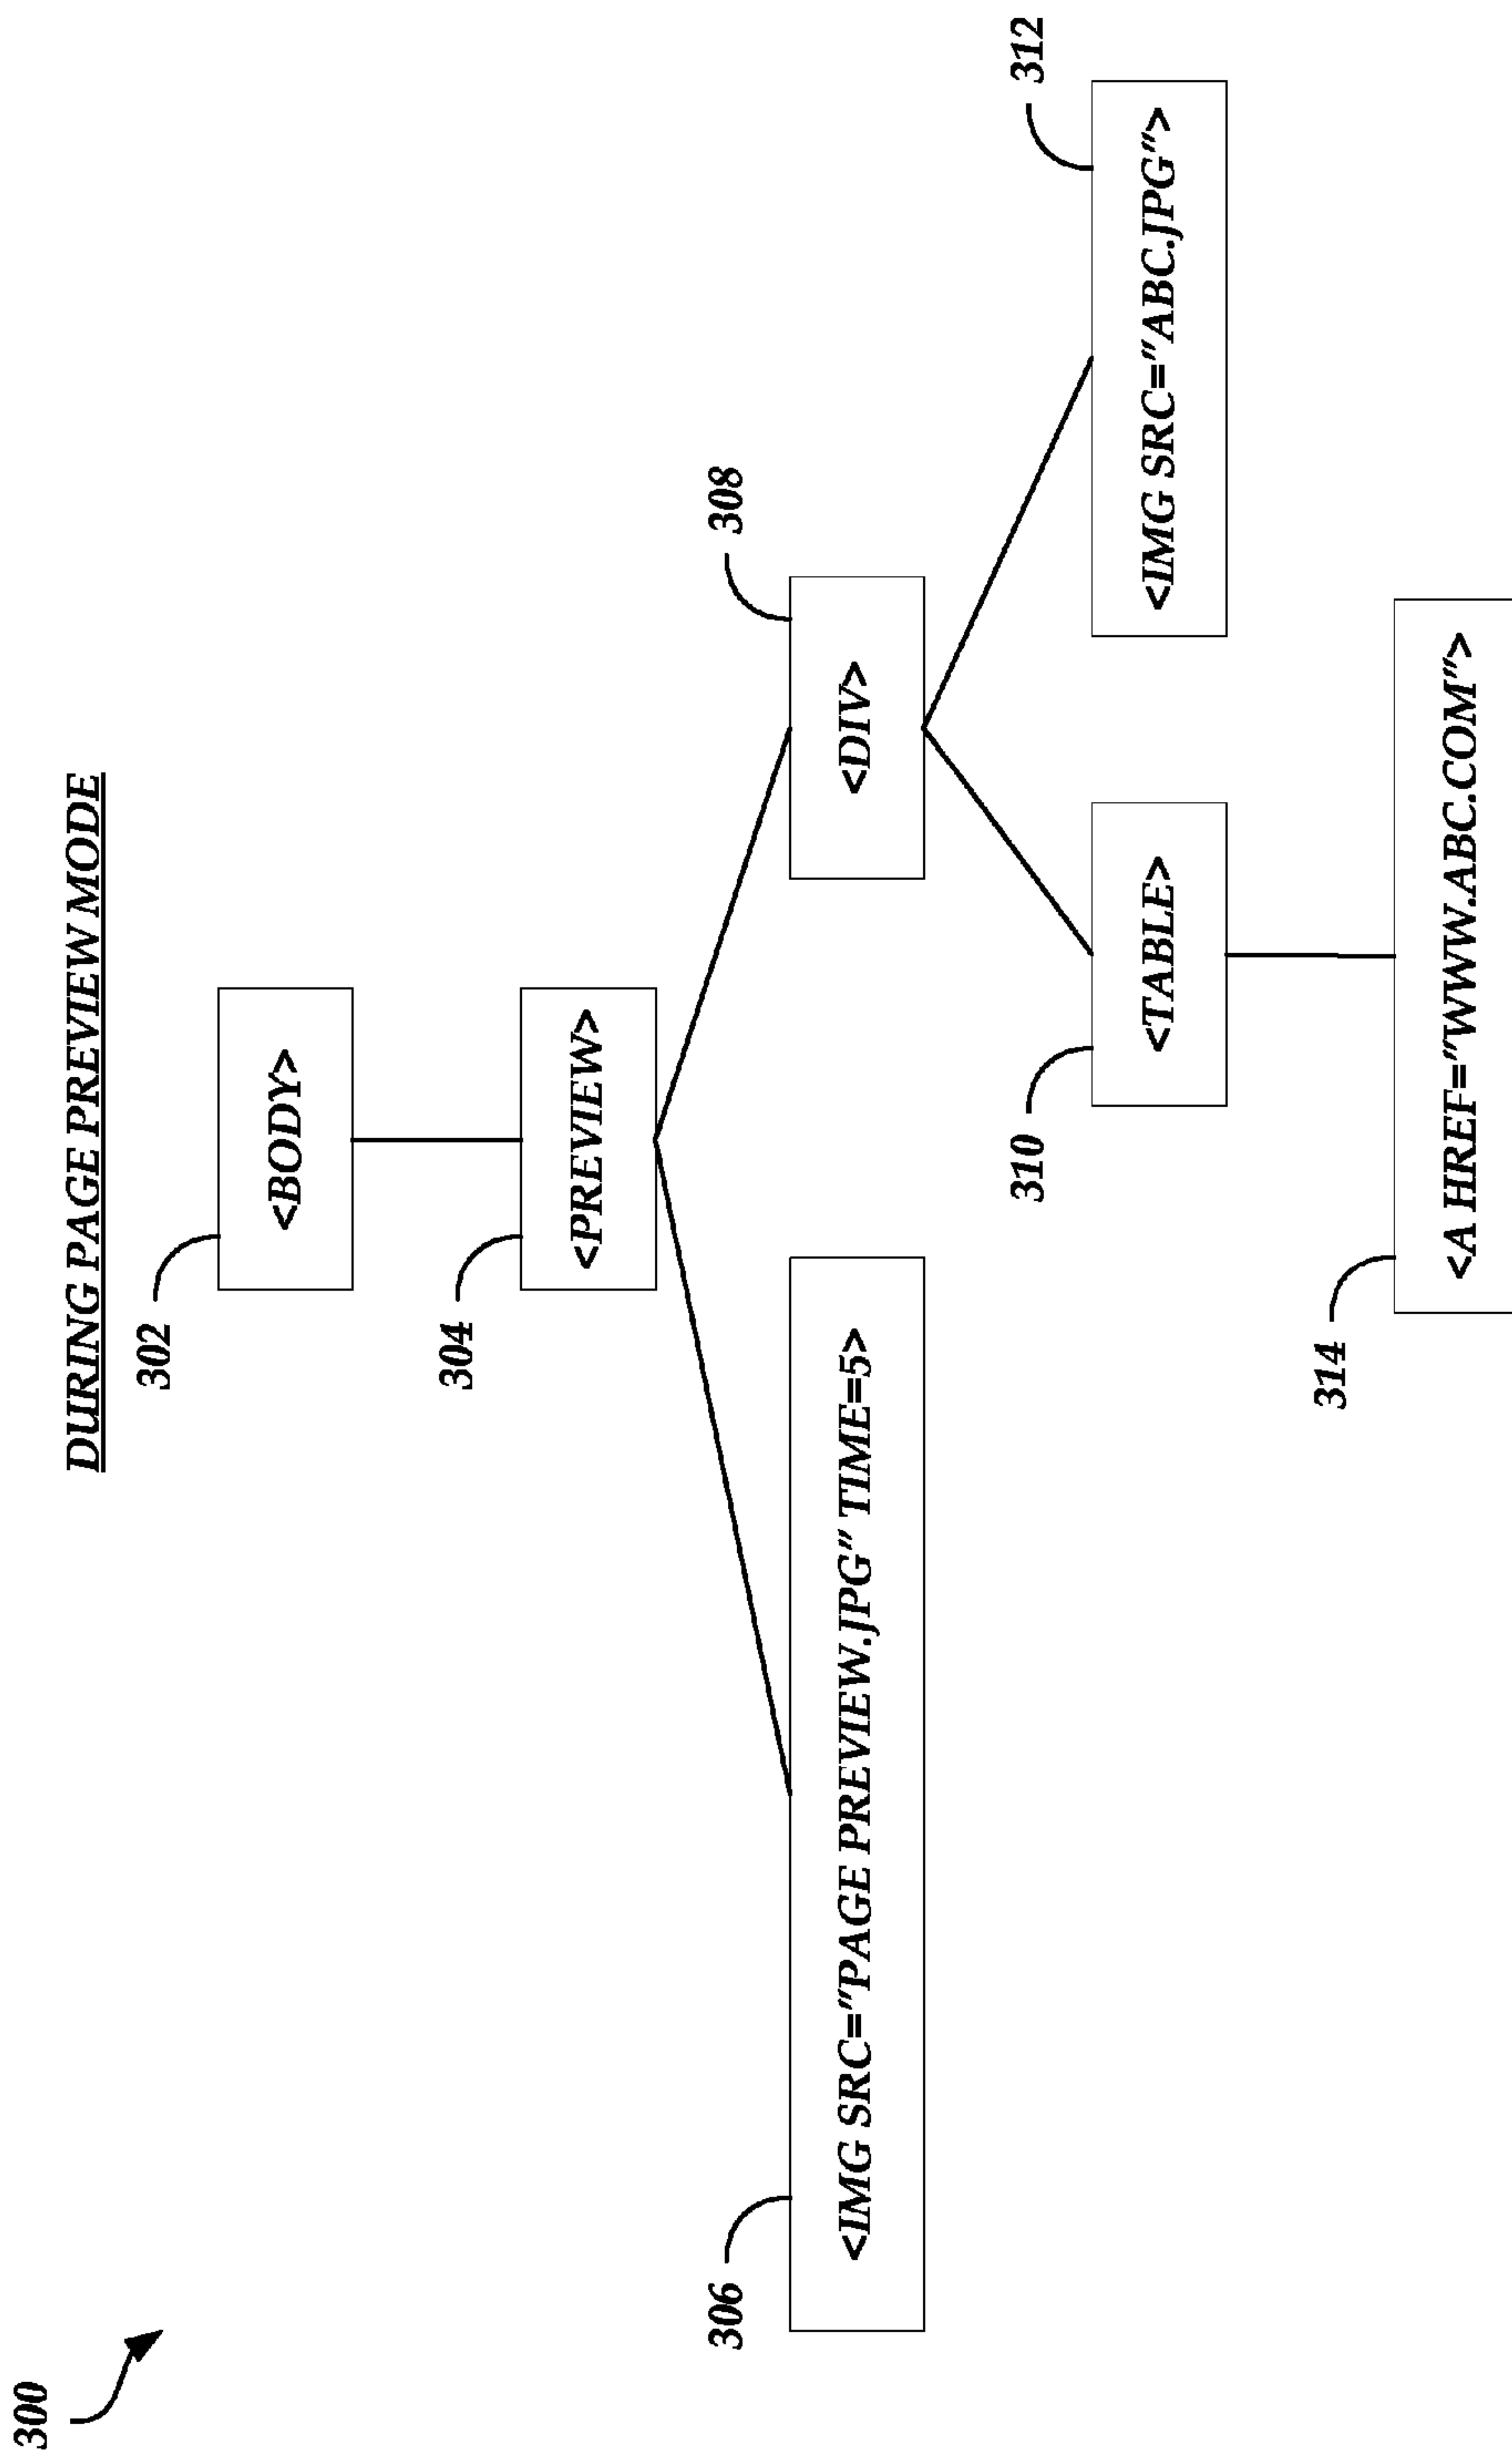 300
DURING PAGE PREVIEW MODE
302
<BODY>
304
<PREVIEW>
306
<IMG SRC="PAGE PREVIEW.JPG" TIME=5>
308
<DIV>
310
<TABLE>
312
<IMG SRC="ABC.JPG">
314
<A HREF="WWW.ABC.COM">